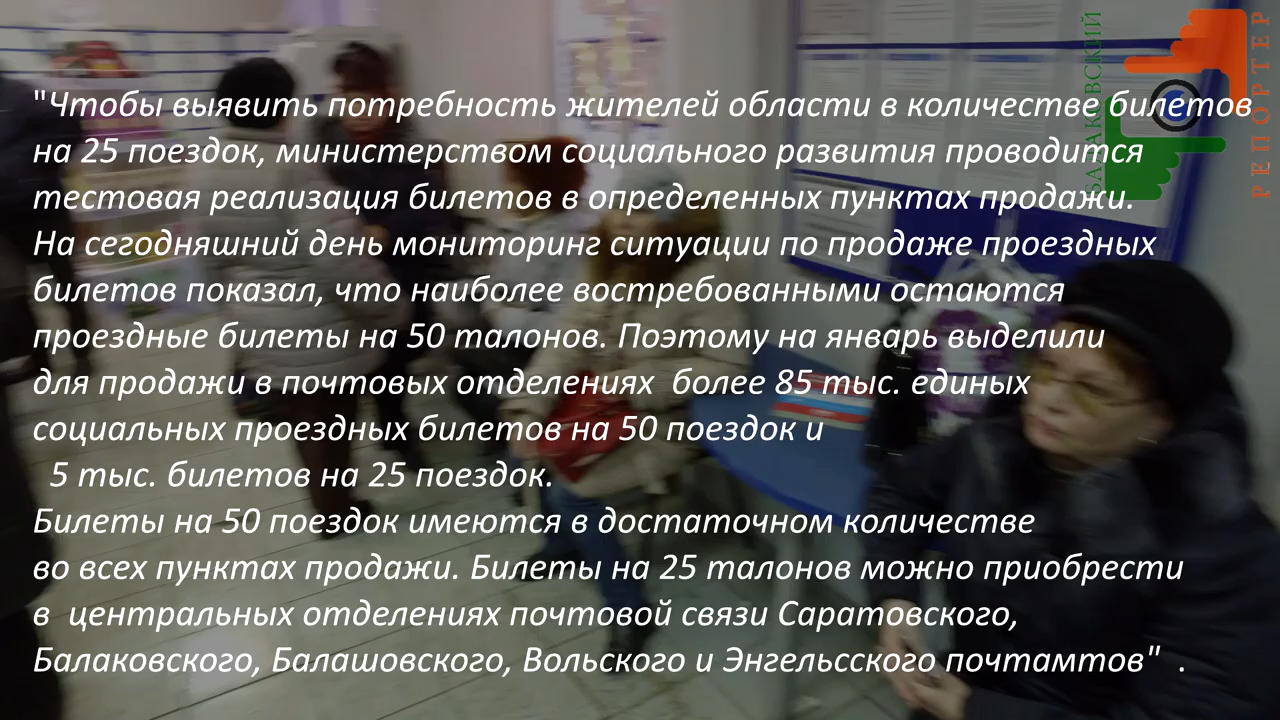 "Чтобы выявить потребность жителей области в количестве билетов
на 25 поездок, министерством социального развития проводится
тестовая реализация билетов в определенных пунктах продажи.
На сегодняшний день мониторинг ситуации по продаже проездных
билетов показал, что наиболее востребованными остаются
проездные билеты на 50 талонов. Поэтому на январь выделили
для продажи в почтовых отделениях  более 85 тыс. единых
социальных проездных билетов на 50 поездок и
5 тыс. билетов на 25 поездок.
Билеты на 50 поездок имеются в достаточном количестве
во всех пунктах продажи. Билеты на 25 талонов можно приобрести
в  центральных отделениях почтовой связи Саратовского,
Балаковского, Балашовского, Вольского и Энгельсского почтамтов" .
БАЛАКОВСКИЙ
РЕПОРТЕР